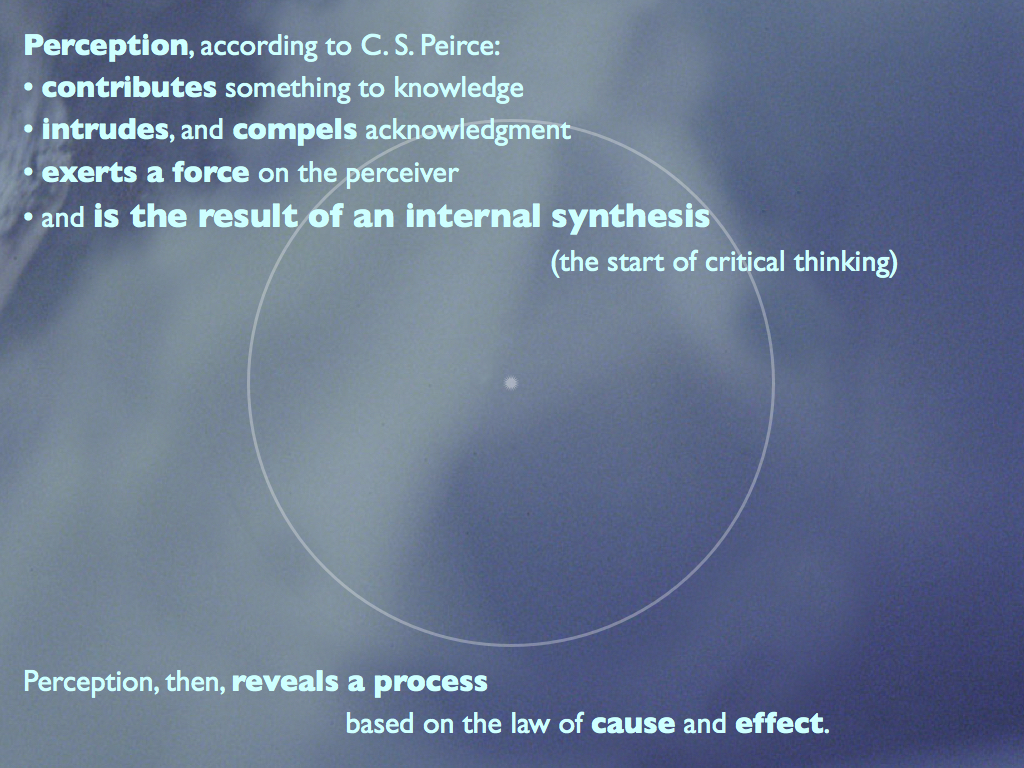 Perception, according to C. S. Peirce:
• contributes something to knowledge
• intrudes, and compels acknowledgment
• exerts a force on the perceiver
• and is the result of an internal synthesis
(the start of critical thinking)
Perception, then, reveals a process
based on the law of cause and effect.